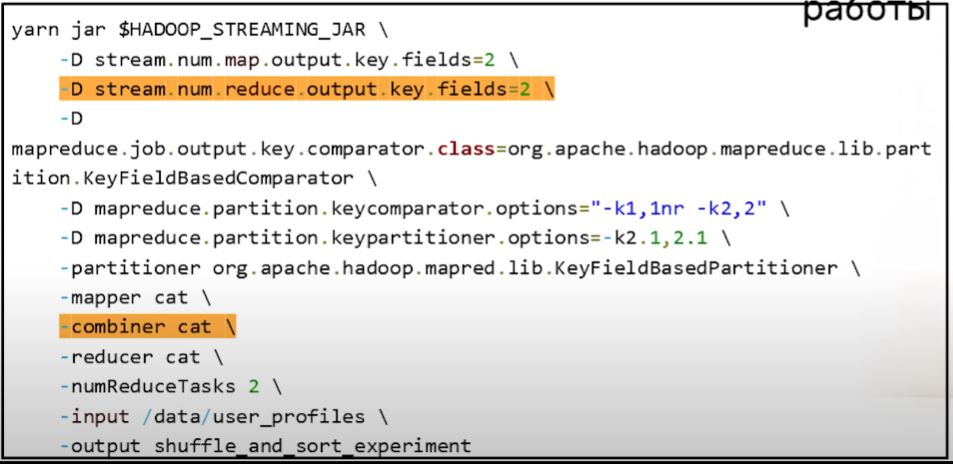 работы
yarn jar $HADOOP_STREAMING_JAR \
-D stream.num.map.output.key.fields=2 \
-D stream.num.reduce.output.key.fields=2 \
-D
mapreduce.job.output.key.comparator.class=org.apache.hadoop.mapreduce.lib.part
ition.KeyFieldBasedComparator \
-D mapreduce.partition.keycomparator.options="-k1,1nr -k2,2" \
-D mapreduce.partition.keypartitioner.options=-k2.1,2.1 \
-partitioner org.apache.hadoop.mapred.lib.KeyFieldBasedPartitioner \
-mapper cat \
-combiner cat \
-reducer cat \
-numReduceTasks 2 \
-input /data/user_profiles \
-output shuffle_and_sort_experiment